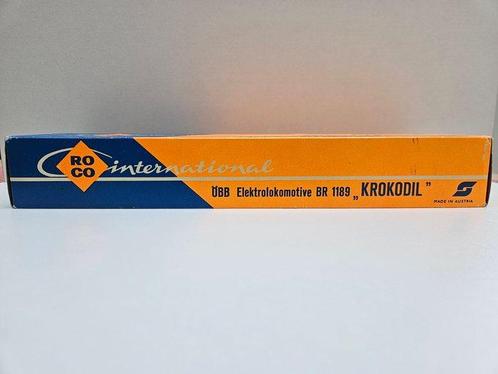 RO
CO
international
ÖBB Elektrolokomotive BR 1189 „KROKODIL”
MADE IN AUSTRIA